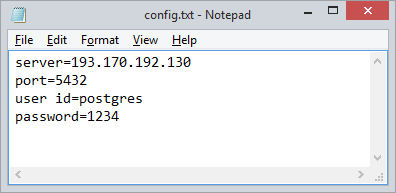 config.txt - Notepad
File Edit Format View Help
server=193.170.192.130
port=5432
user id=postgres
password=1234